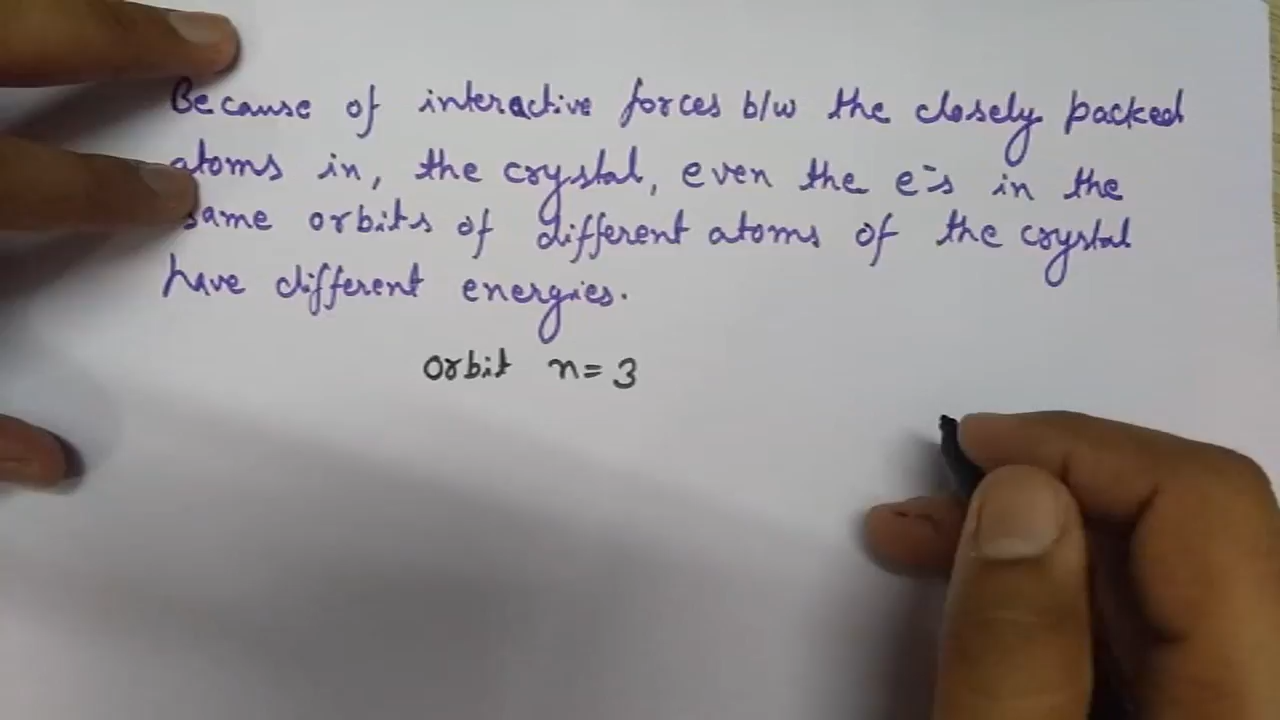 Because of interactive forces b/w the closely packed
atoms in, the crystal, even the e⁻s in the
same orbits of different atoms of the crystal
have different energies.
orbit n=3